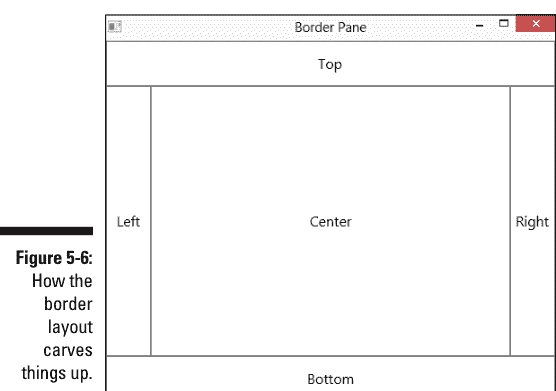 Border Pane
Top
Left
Center
Right
Bottom
Figure 5-6:
How the
border
layout
carves
things up.